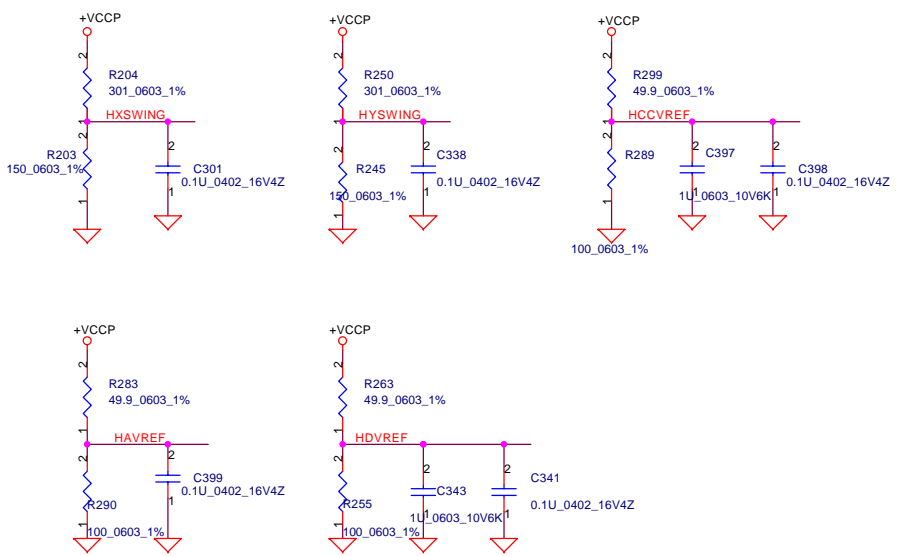 +VCCP
2
R204
301_0603_1%
1
HXSWING
2
R203
150_0603_1%
1
2
C301
0.1U_0402_16V4Z
1
+VCCP
2
R250
301_0603_1%
1
HYSWING
2
R245
150_0603_1%
1
2
C338
0.1U_0402_16V4Z
1
+VCCP
2
R299
49.9_0603_1%
1
HCCVREF
2
R289
1
100_0603_1%
2
C397
1
1U_0603_10V6K
2
C398
0.1U_0402_16V4Z
1
+VCCP
2
R283
49.9_0603_1%
1
HAVREF
2
R290
1
100_0603_1%
2
C399
0.1U_0402_16V4Z
1
+VCCP
2
R263
49.9_0603_1%
1
HDVREF
2
R255
1
100_0603_1%
2
C343
1
1U_0603_10V6K
2
C341
1
0.1U_0402_16V4Z